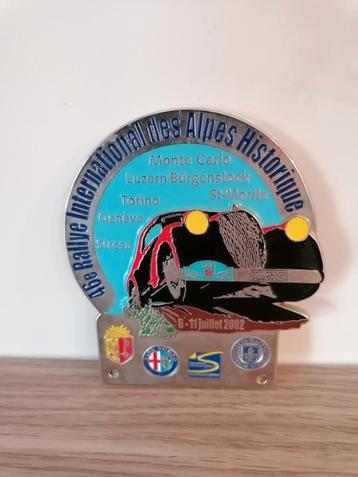 4e Rallye International des Alpes Historique
Monte Carlo
Luzern Bürgenstock
St-Moritz
Torino
Genève
Stresa
6 - 11 juillet 2002